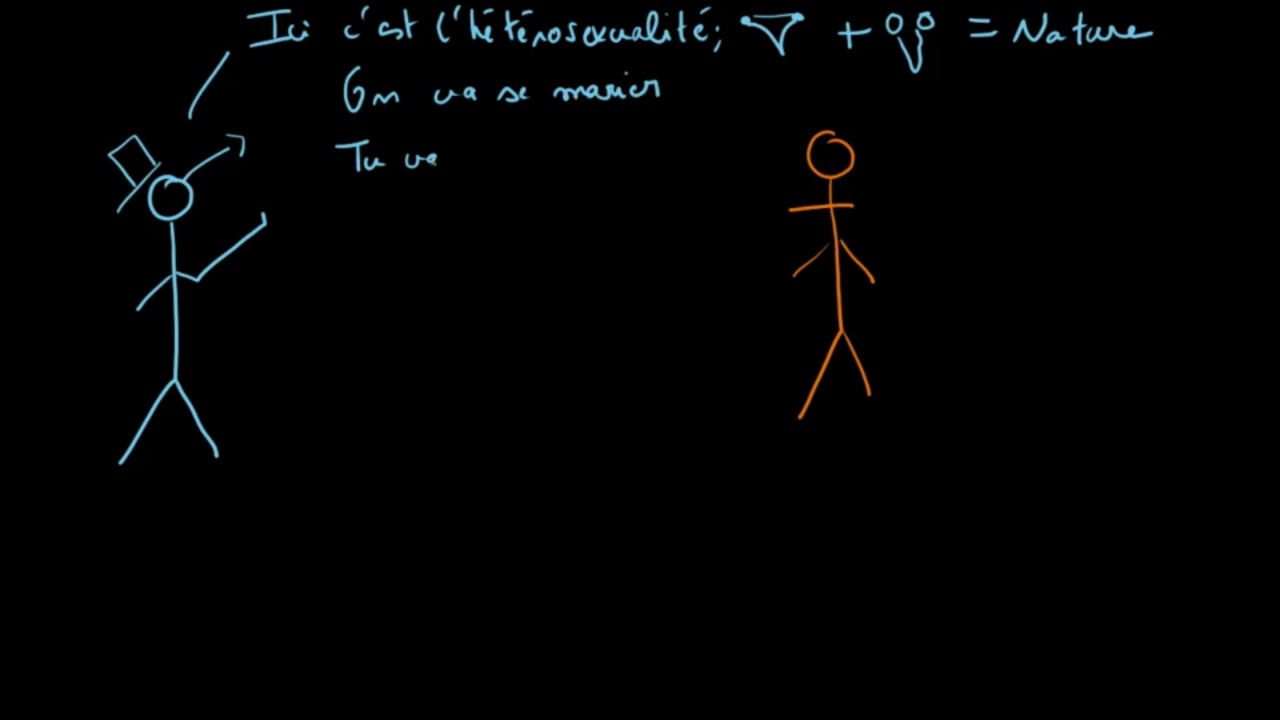 Ici c'est l'hétérosexualité; + = Nature
On va se marier
Tu va